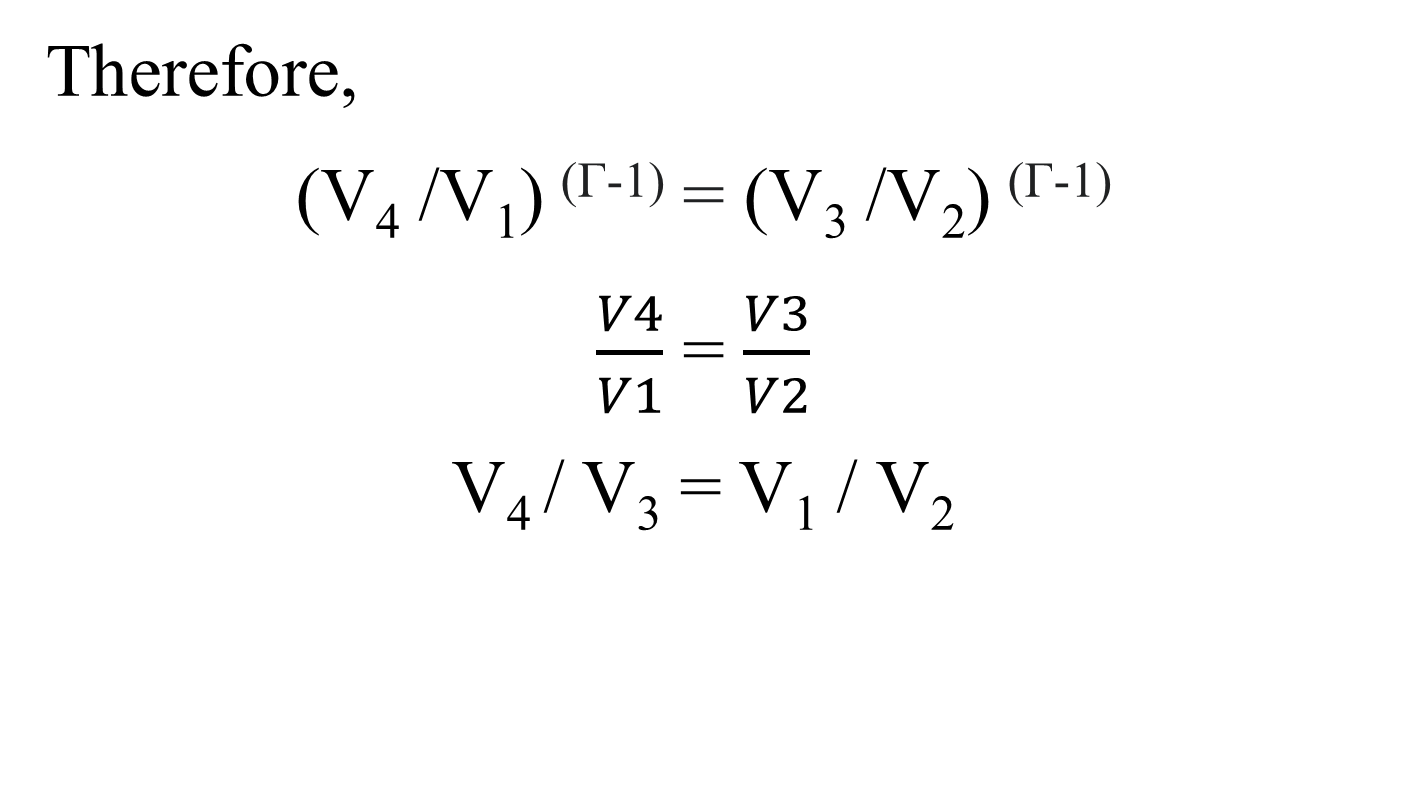 Therefore,
(V₄ /V₁) ^(Γ-1) = (V₃ /V₂) ^(Γ-1)
V4/V1 = V3/V2
V₄ / V₃ = V₁ / V₂